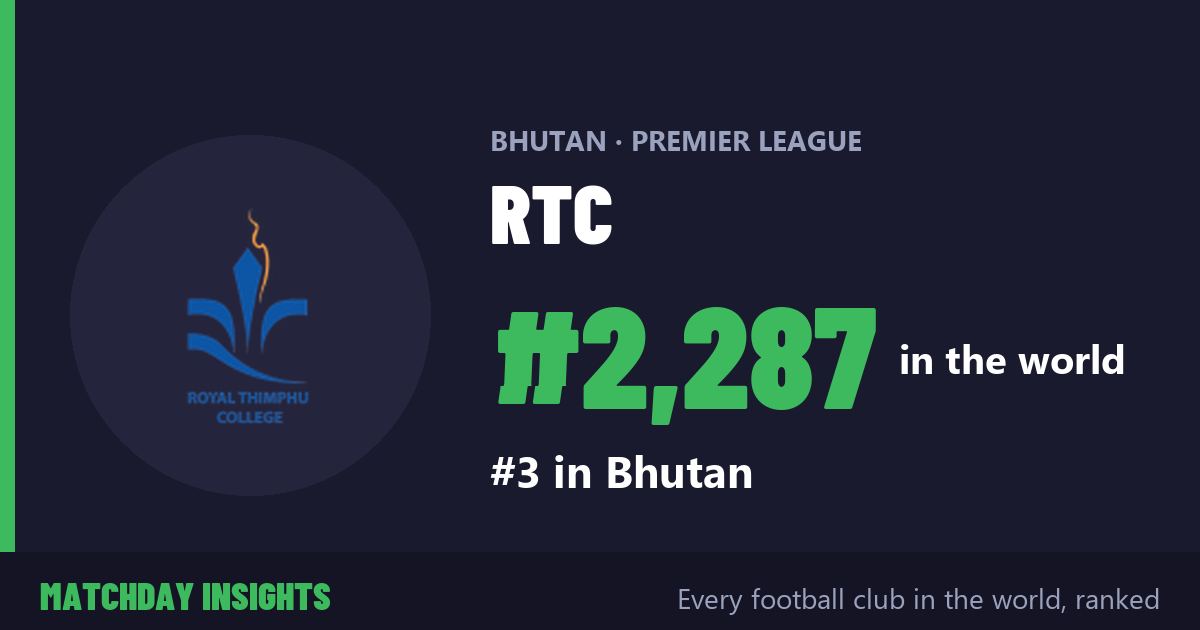 BHUTAN · PREMIER LEAGUE
RTC
#2,287 in the world
#3 in Bhutan
ROYAL THIMPHU
COLLEGE
MATCHDAY INSIGHTS
Every football club in the world, ranked